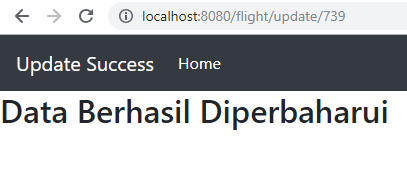 localhost:8080/flight/update/739
Update Success Home
Data Berhasil Diperbaharui